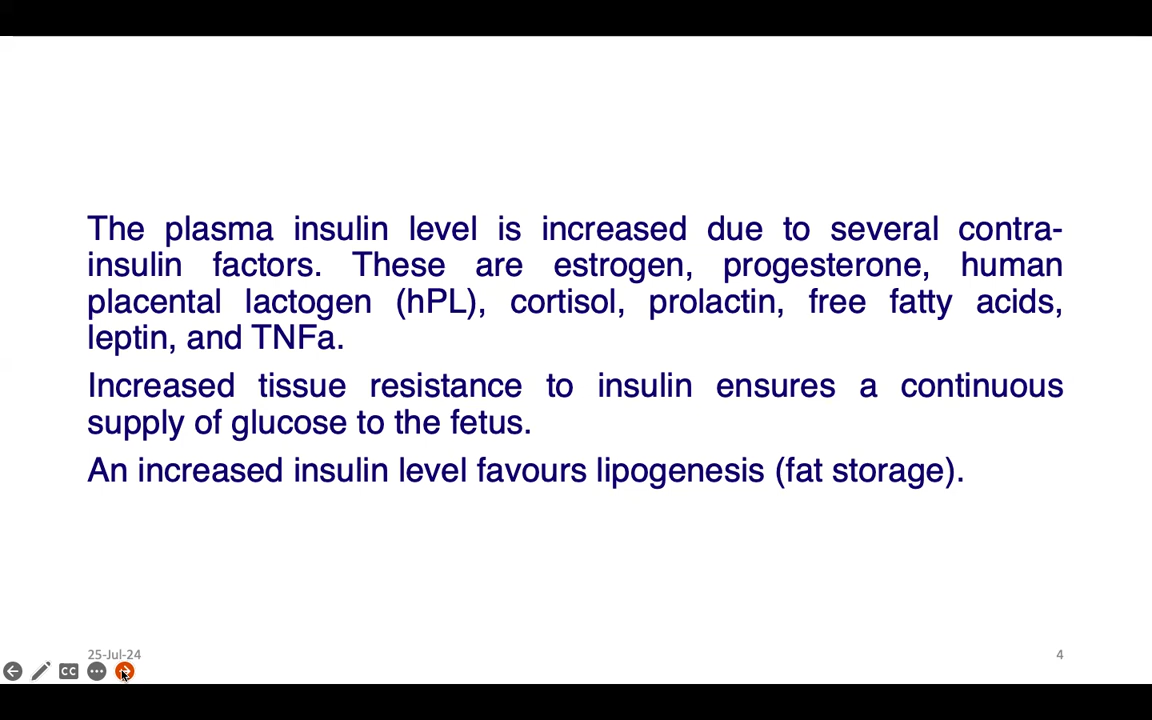 The plasma insulin level is increased due to several contra-
insulin factors. These are estrogen, progesterone, human
placental lactogen (hPL), cortisol, prolactin, free fatty acids,
leptin, and TNFa.
Increased tissue resistance to insulin ensures a continuous
supply of glucose to the fetus.
An increased insulin level favours lipogenesis (fat storage).
25-Jul-24
4
CC